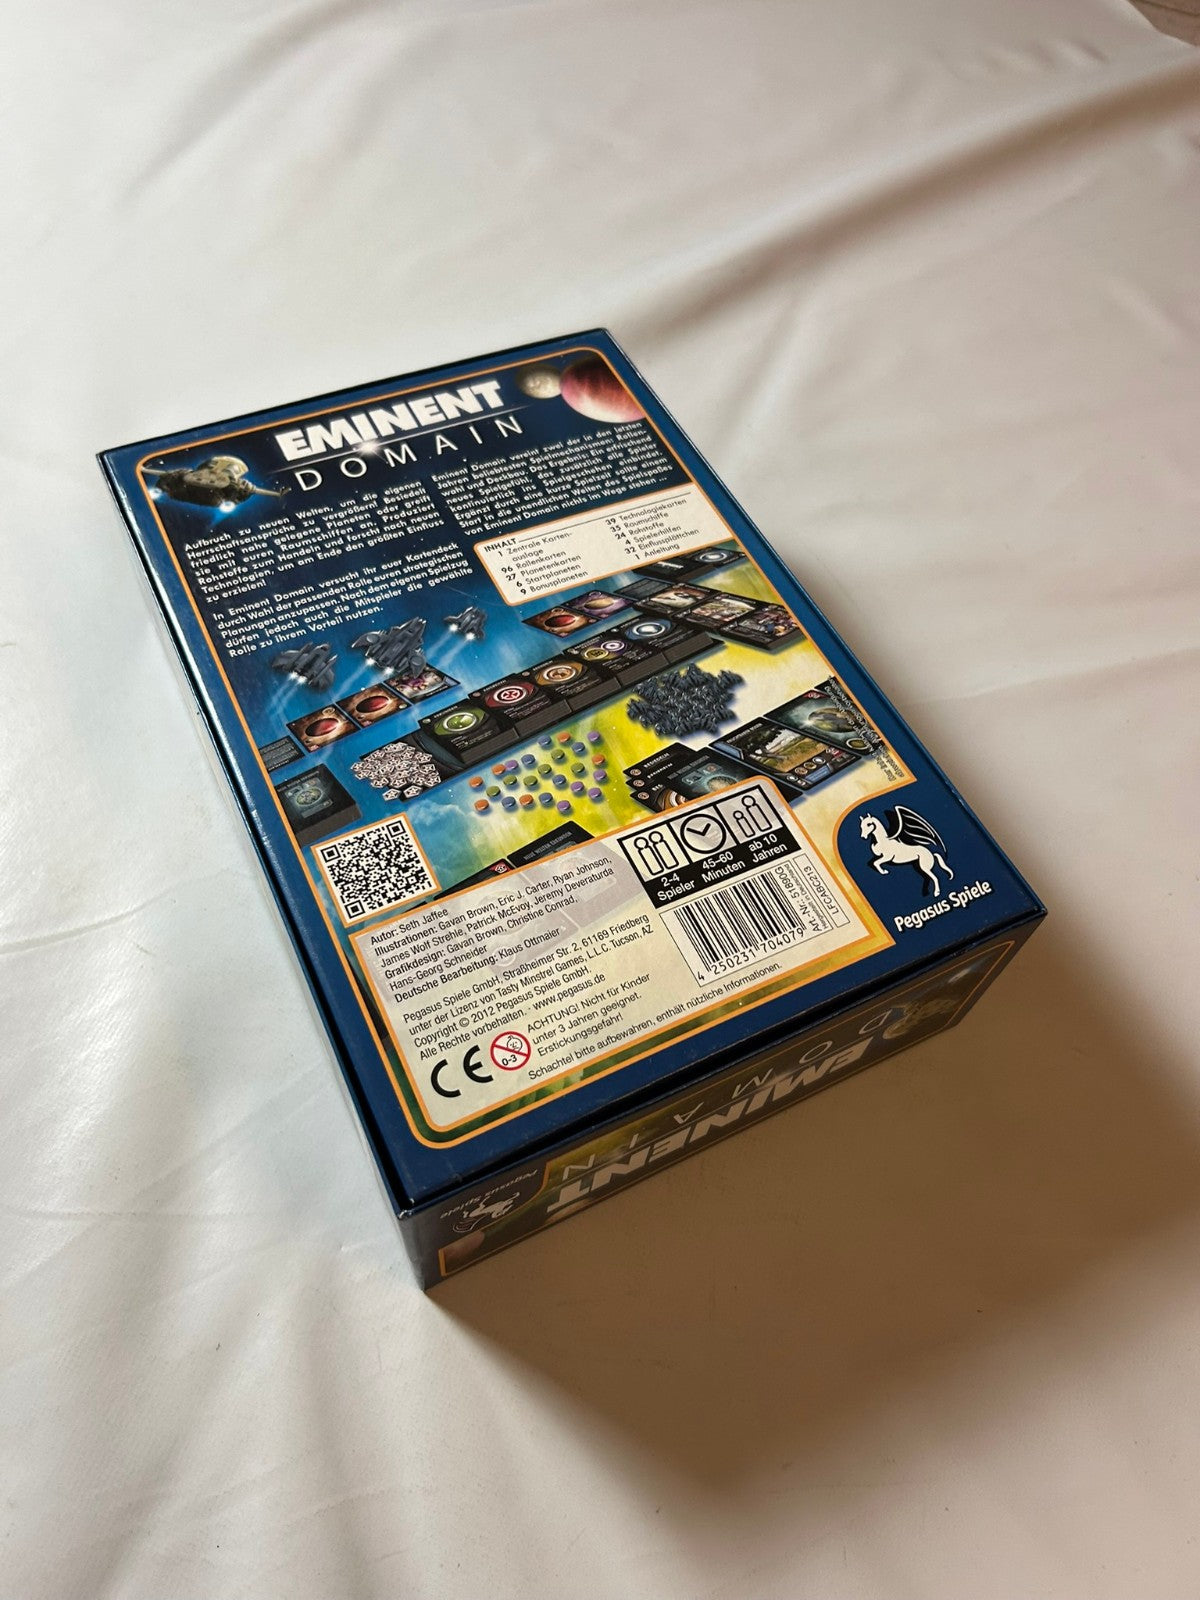 EMINENT
DOMAIN
Aufbruch zu neuen Welten, um die eigenen
Herrschaftsansprüche zu vergrößern! Besiedelt
friedlich nahe gelegene Planeten oder greift
sie mit euren Raumschiffen an. Produziert
Rohstoffe zum Handeln und forscht nach neuen
Technologien, um am Ende den größten Einfluss
zu erzielen.
In Eminent Domain versucht ihr euer Kartendeck
durch Wahl der passenden Rolle euren strategischen
Planungen anzupassen. Nach dem eigenen Spielzug
dürfen jedoch auch die Mitspieler die gewählte
Rolle zu ihrem Vorteil nutzen.
Eminent Domain vereint zwei der in den letzten
Jahren beliebtesten Spielmechanismen: Rollen-
wahl und Deckbau. Das Ergebnis: Ein erfrischend
neues Spielgefühl, das zusätzlich alle Spieler
kontinuierlich ins Spielgeschehen einbindet.
Ergänzt durch eine kurze Spielzeit sollte einem
Start in die unendlichen Welten des Spielspaßes
von Eminent Domain nichts im Wege stehen ...
INHALT
1 Zentrale Karten-
auslage
96 Rollenkarten
27 Planetenkarten
6 Startplaneten
9 Bonusplaneten
39 Technologiekarten
35 Raumschiffe
24 Rohstoffe
4 Spielerhilfen
32 Einflussplättchen
1 Anleitung
2-4
Spieler
45-60
Minuten
ab 10
Jahren
Autor: Seth Jaffee
Illustrationen: Gavan Brown, Eric J. Carter, Ryan Johnson,
James Wolf Strehle, Patrick McEvoy, Jeremy Deveraturda
Grafikdesign: Gavan Brown, Christine Conrad,
Hans-Georg Schneider
Deutsche Bearbeitung: Klaus Ottmaier
Pegasus Spiele GmbH, Straßheimer Str. 2, 61169 Friedberg
unter der Lizenz von Tasty Minstrel Games, L.L.C. Tucson, AZ
Copyright © 2012 Pegasus Spiele GmbH.
Alle Rechte vorbehalten. · www.pegasus.de
CE
0-3
ACHTUNG! Nicht für Kinder
unter 3 Jahren geeignet.
Erstickungsgefahr!
Schachtel bitte aufbewahren, enthält nützliche Informationen.
4 250231 704079
Art.-Nr.: 51890G
LFCABC213
Pegasus Spiele
EMINENT
DOMAIN
Pegasus Spiele